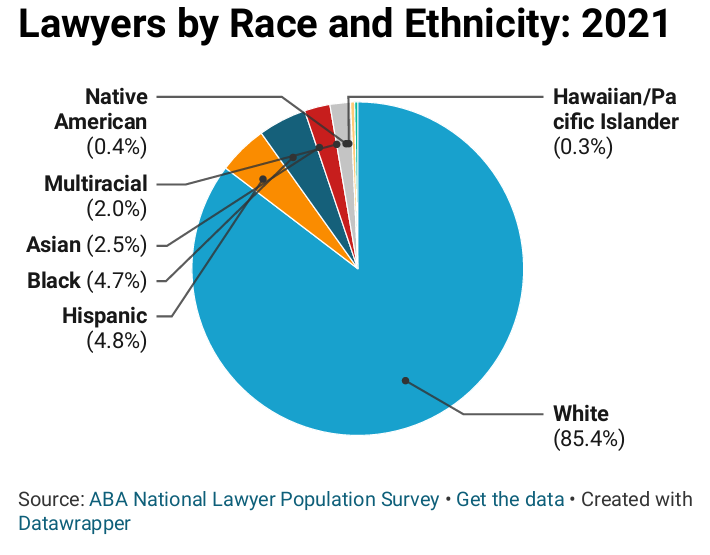 Lawyers by Race and Ethnicity: 2021
Native
American
(0.4%)
Multiracial
(2.0%)
Asian (2.5%)
Black (4.7%)
Hispanic
(4.8%)
Hawaiian/Pa
cific Islander
(0.3%)
White
(85.4%)
Source: ABA National Lawyer Population Survey • Get the data • Created with
Datawrapper